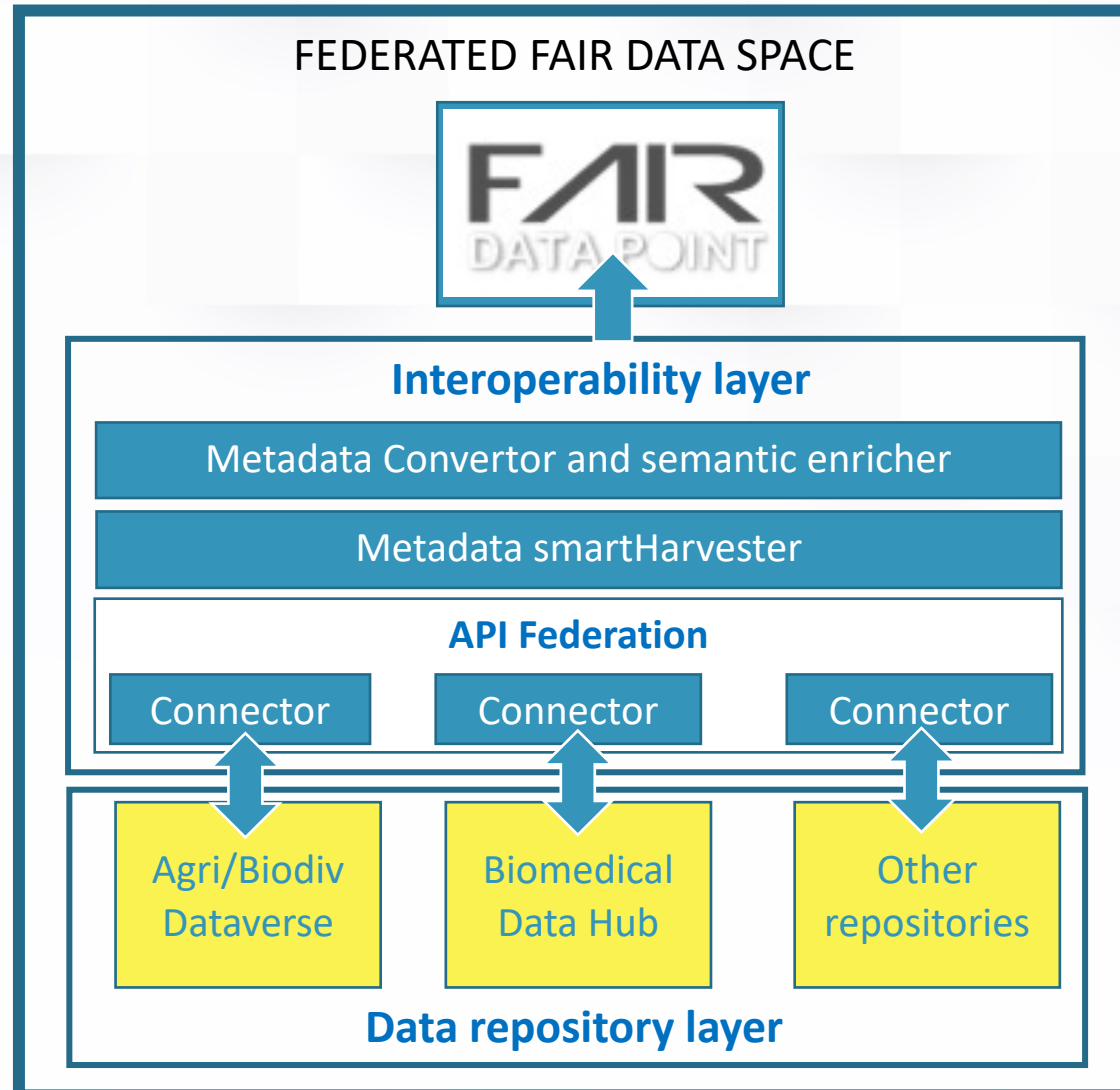 FEDERATED FAIR DATA SPACE
FAIR
DATA POINT
Interoperability layer
Metadata Convertor and semantic enricher
Metadata smartHarvester
API Federation
Connector
Connector
Connector
Agri/Biodiv
Dataverse
Biomedical
Data Hub
Other
repositories
Data repository layer